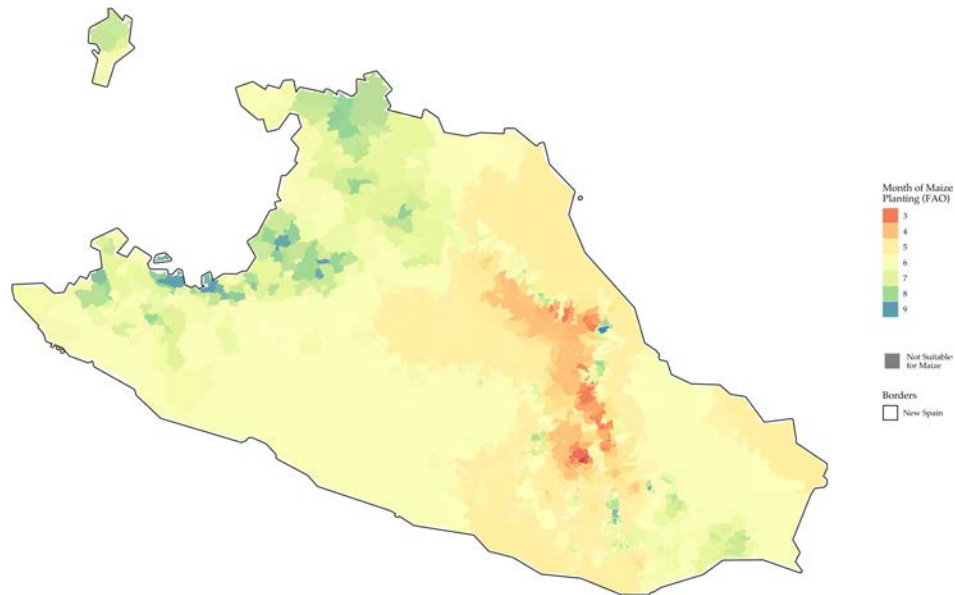 Month of Maize
Planting (FAO)
3
4
5
6
7
8
9
Not Suitable
for Maize
Borders
New Spain